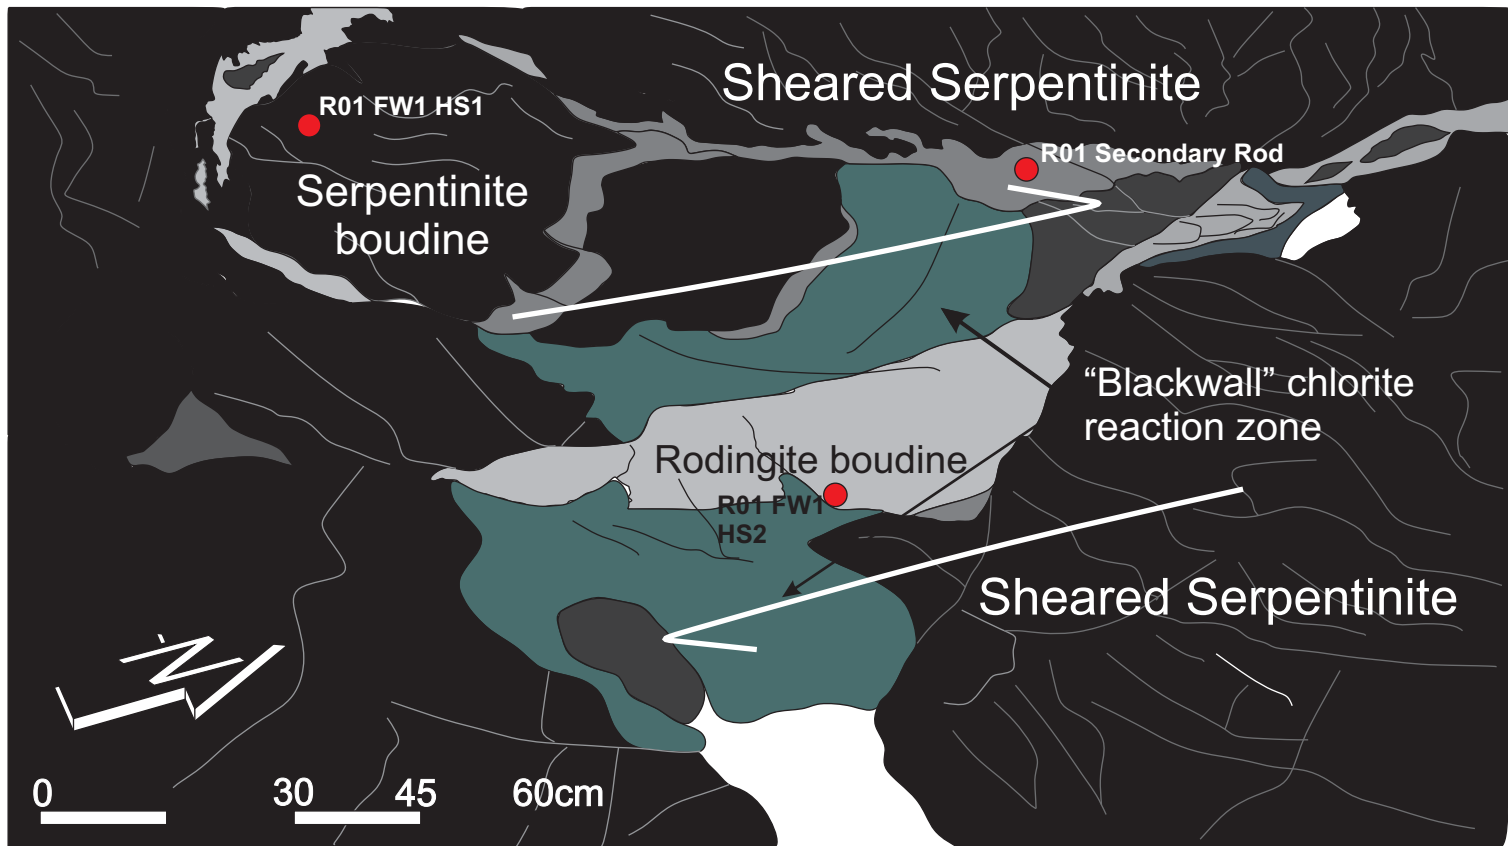 Sheared Serpentinite
R01 FW1 HS1
R01 Secondary Rod
Serpentinite
boudine
“Blackwall” chlorite
reaction zone
Rodingite boudine
R01 FW1
HS2
Sheared Serpentinite
N
0 30 45 60cm